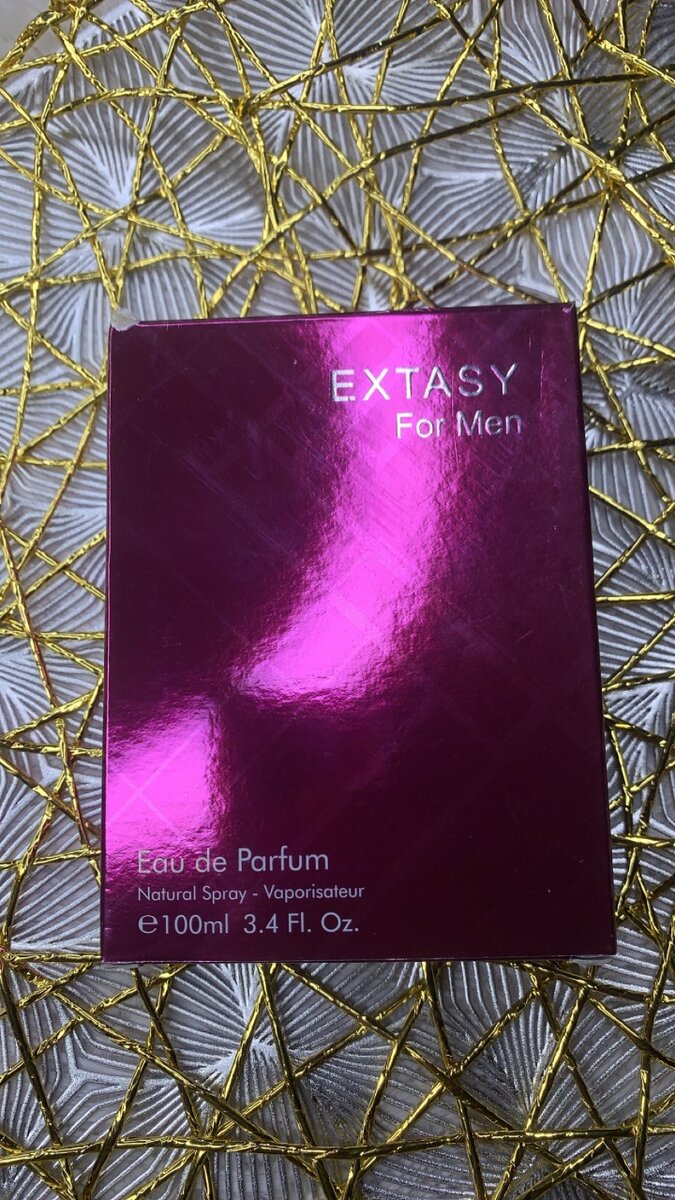 EXTASY
For Men
Eau de Parfum
Natural Spray - Vaporisateur
℮100ml 3.4 Fl. Oz.